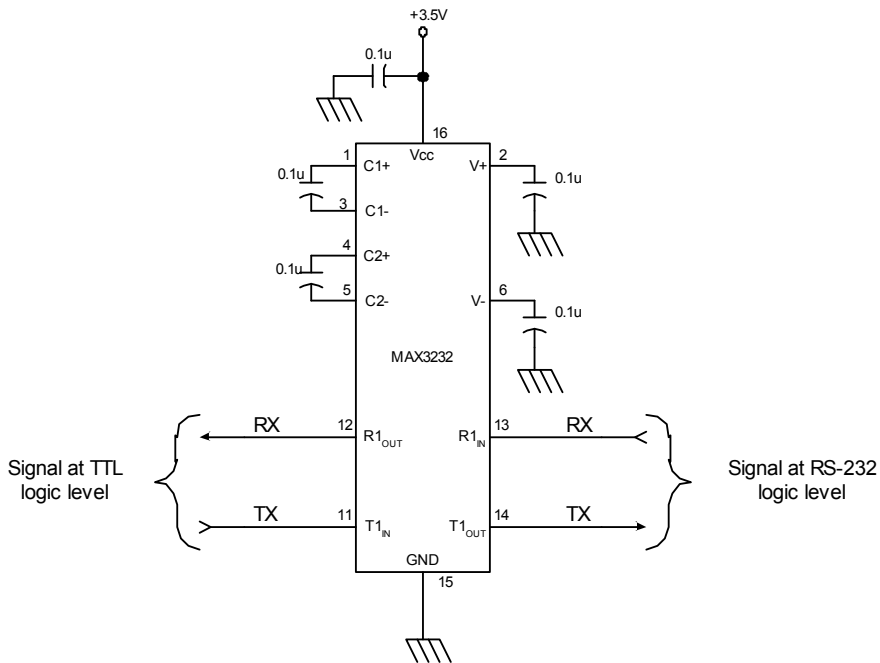 +3.5V
0.1u
16
Vcc
1
C1+
V+
2
0.1u
0.1u
3
C1-
4
C2+
0.1u
5
C2-
V-
6
0.1u
MAX3232
RX
12
R1OUT
R1IN
13
RX
Signal at TTL
logic level
Signal at RS-232
logic level
TX
11
T1IN
T1OUT
14
TX
GND
15